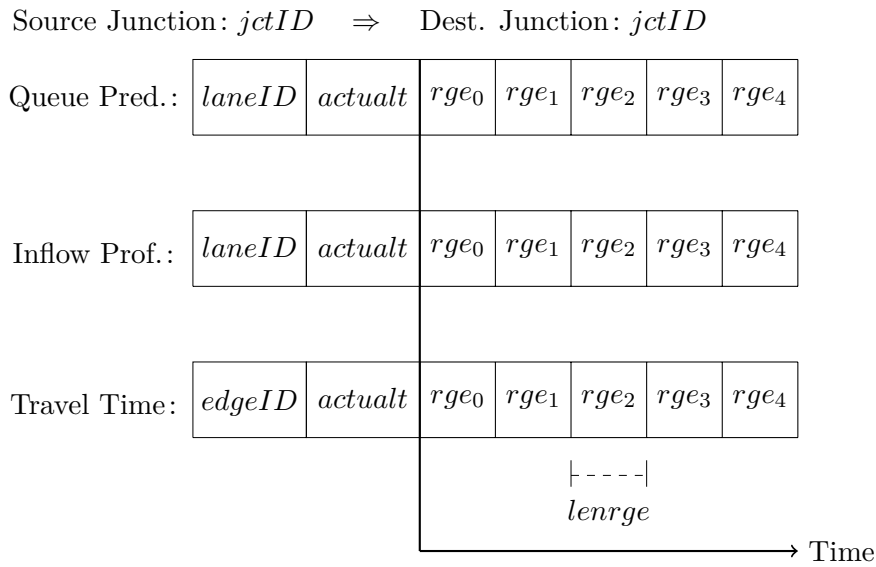 Source Junction: jctID ⇒ Dest. Junction: jctID
Queue Pred.: laneID actualt rge₀ rge₁ rge₂ rge₃ rge₄
Inflow Prof.: laneID actualt rge₀ rge₁ rge₂ rge₃ rge₄
Travel Time: edgeID actualt rge₀ rge₁ rge₂ rge₃ rge₄
lenrge
Time